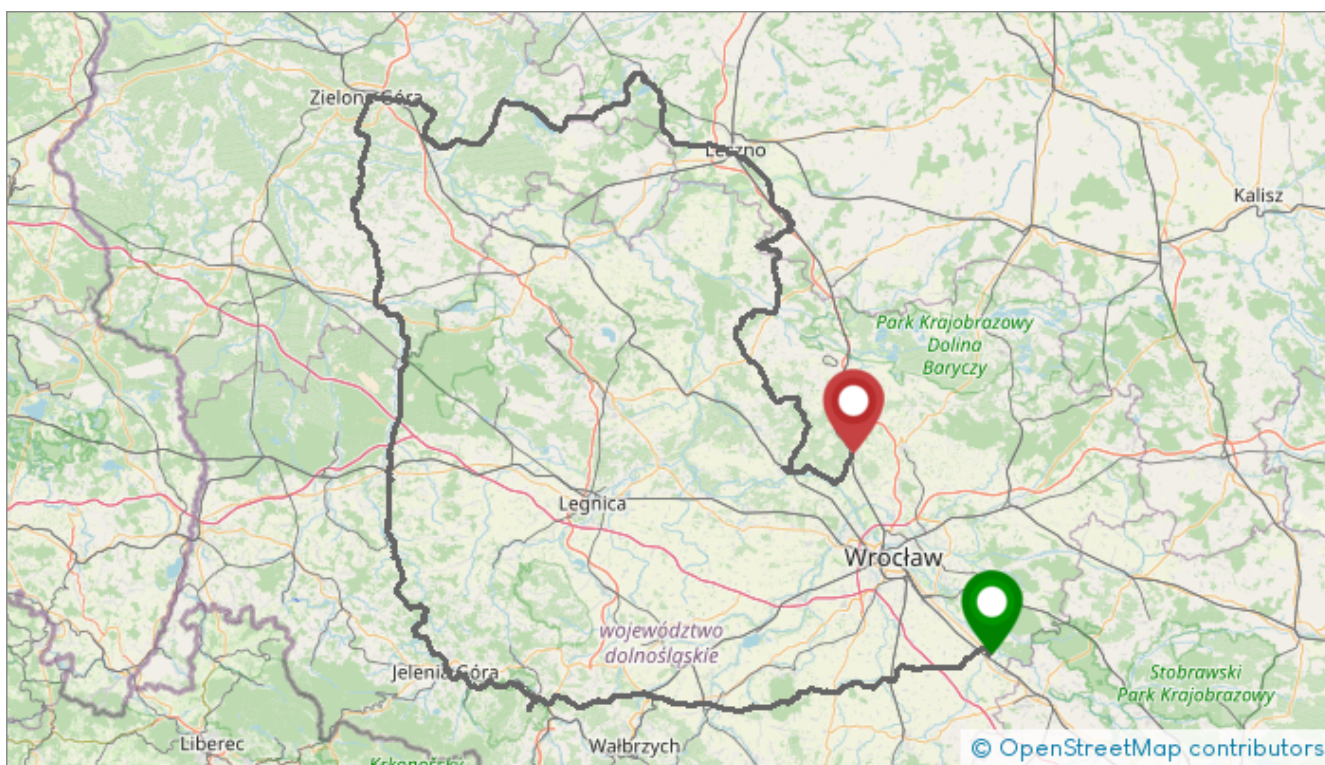 Zielona Góra
Leszno
Kalisz
Park Krajobrazowy
Dolina
Baryczy
Legnica
Wrocław
województwo
dolnośląskie
Jelenia Góra
Stobrawski
Park Krajobrazowy
Liberec
Wałbrzych
Krkonošský
© OpenStreetMap contributors